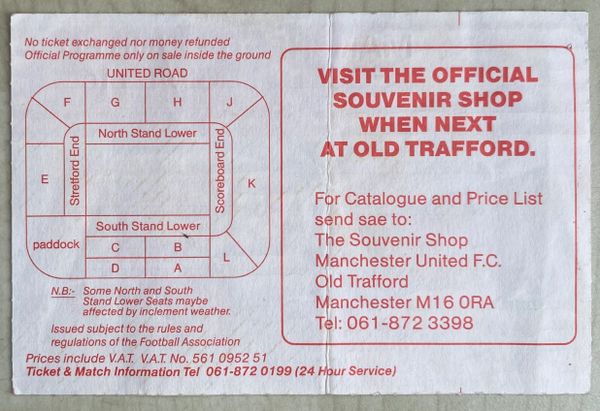 No ticket exchanged nor money refunded
Official Programme only on sale inside the ground
UNITED ROAD
F G H J
North Stand Lower
Stretford End
Scoreboard End
E
K
South Stand Lower
paddock
C B
D A
L
N.B:- Some North and South
Stand Lower Seats maybe
affected by inclement weather.
Issued subject to the rules and
regulations of the Football Association
Prices include V.A.T. V.A.T. No. 561 0952 51
Ticket & Match Information Tel 061-872 0199 (24 Hour Service)
VISIT THE OFFICIAL
SOUVENIR SHOP
WHEN NEXT
AT OLD TRAFFORD.
For Catalogue and Price List
send sae to:
The Souvenir Shop
Manchester United F.C.
Old Trafford
Manchester M16 0RA
Tel: 061-872 3398